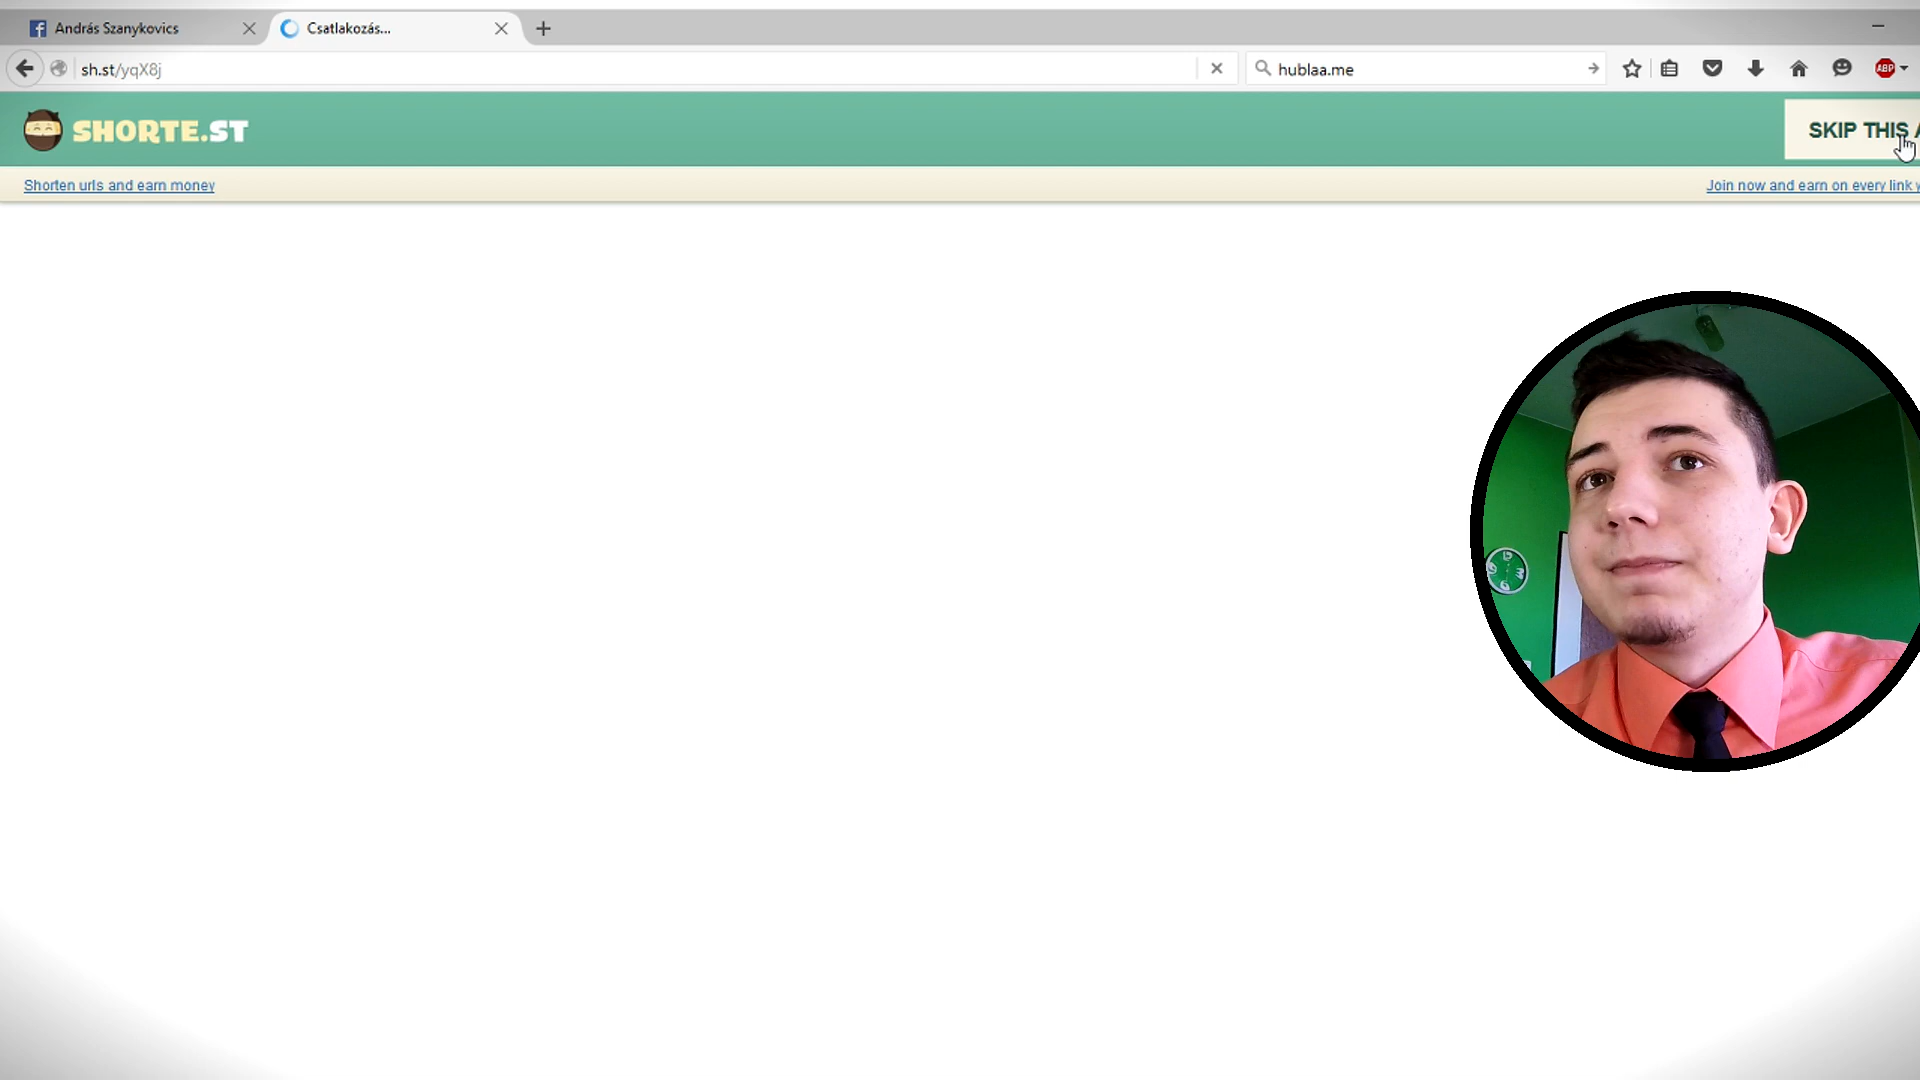 András Szanykovics
Csatlakozás...
sh.st/yqX8j
hublaa.me
ABP
SHORTE.ST
SKIP THIS A
Shorten urls and earn money
Join now and earn on every link